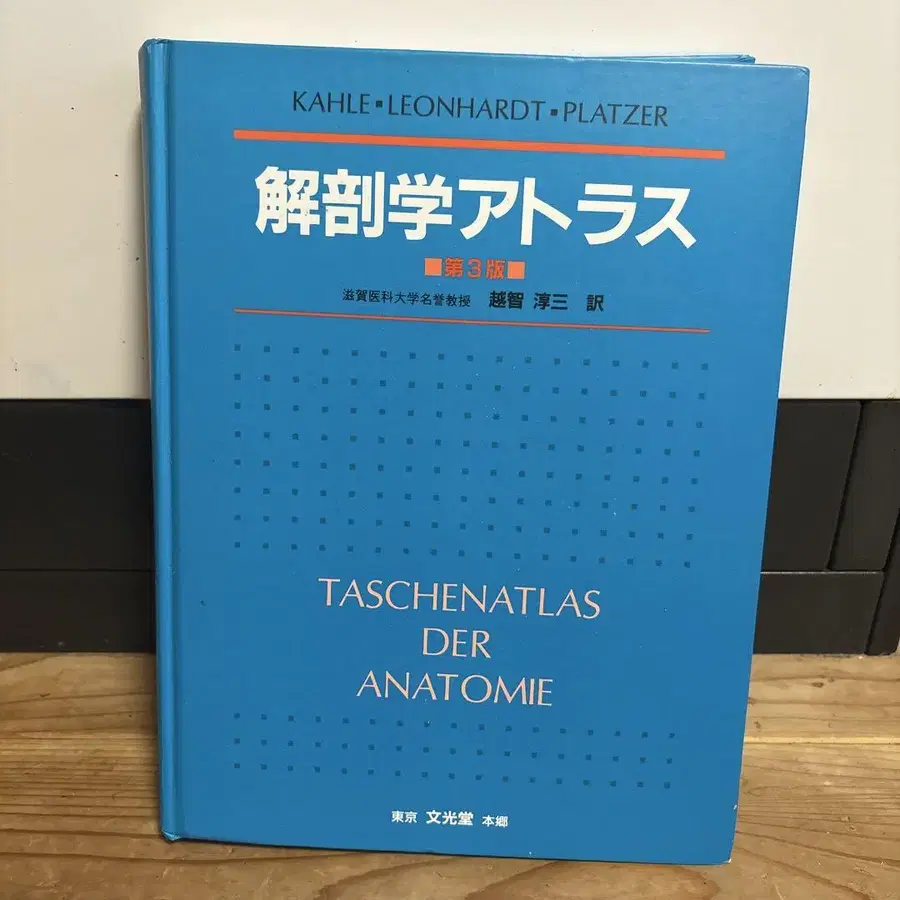 KAHLE■LEONHARDT■PLATZER
解剖学アトラス
■第3版■
滋賀医科大学名誉教授 越智 淳三 訳
TASCHENATLAS
DER
ANATOMIE
東京 文光堂 本郷